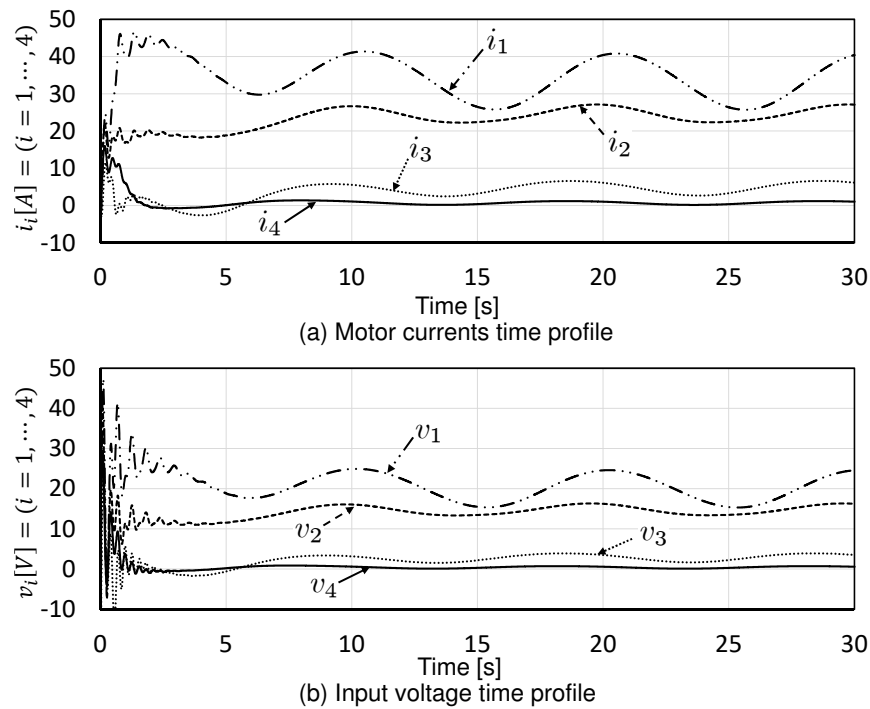 i_i[A] = (i = 1, ⋯, 4)
50
40
30
20
10
0
-10
i_1
i_2
i_3
i_4
0 5 10 15 20 25 30
Time [s]
(a) Motor currents time profile
v_i[V] = (i = 1, ⋯, 4)
50
40
30
20
10
0
-10
v_1
v_2
v_3
v_4
0 5 10 15 20 25 30
Time [s]
(b) Input voltage time profile